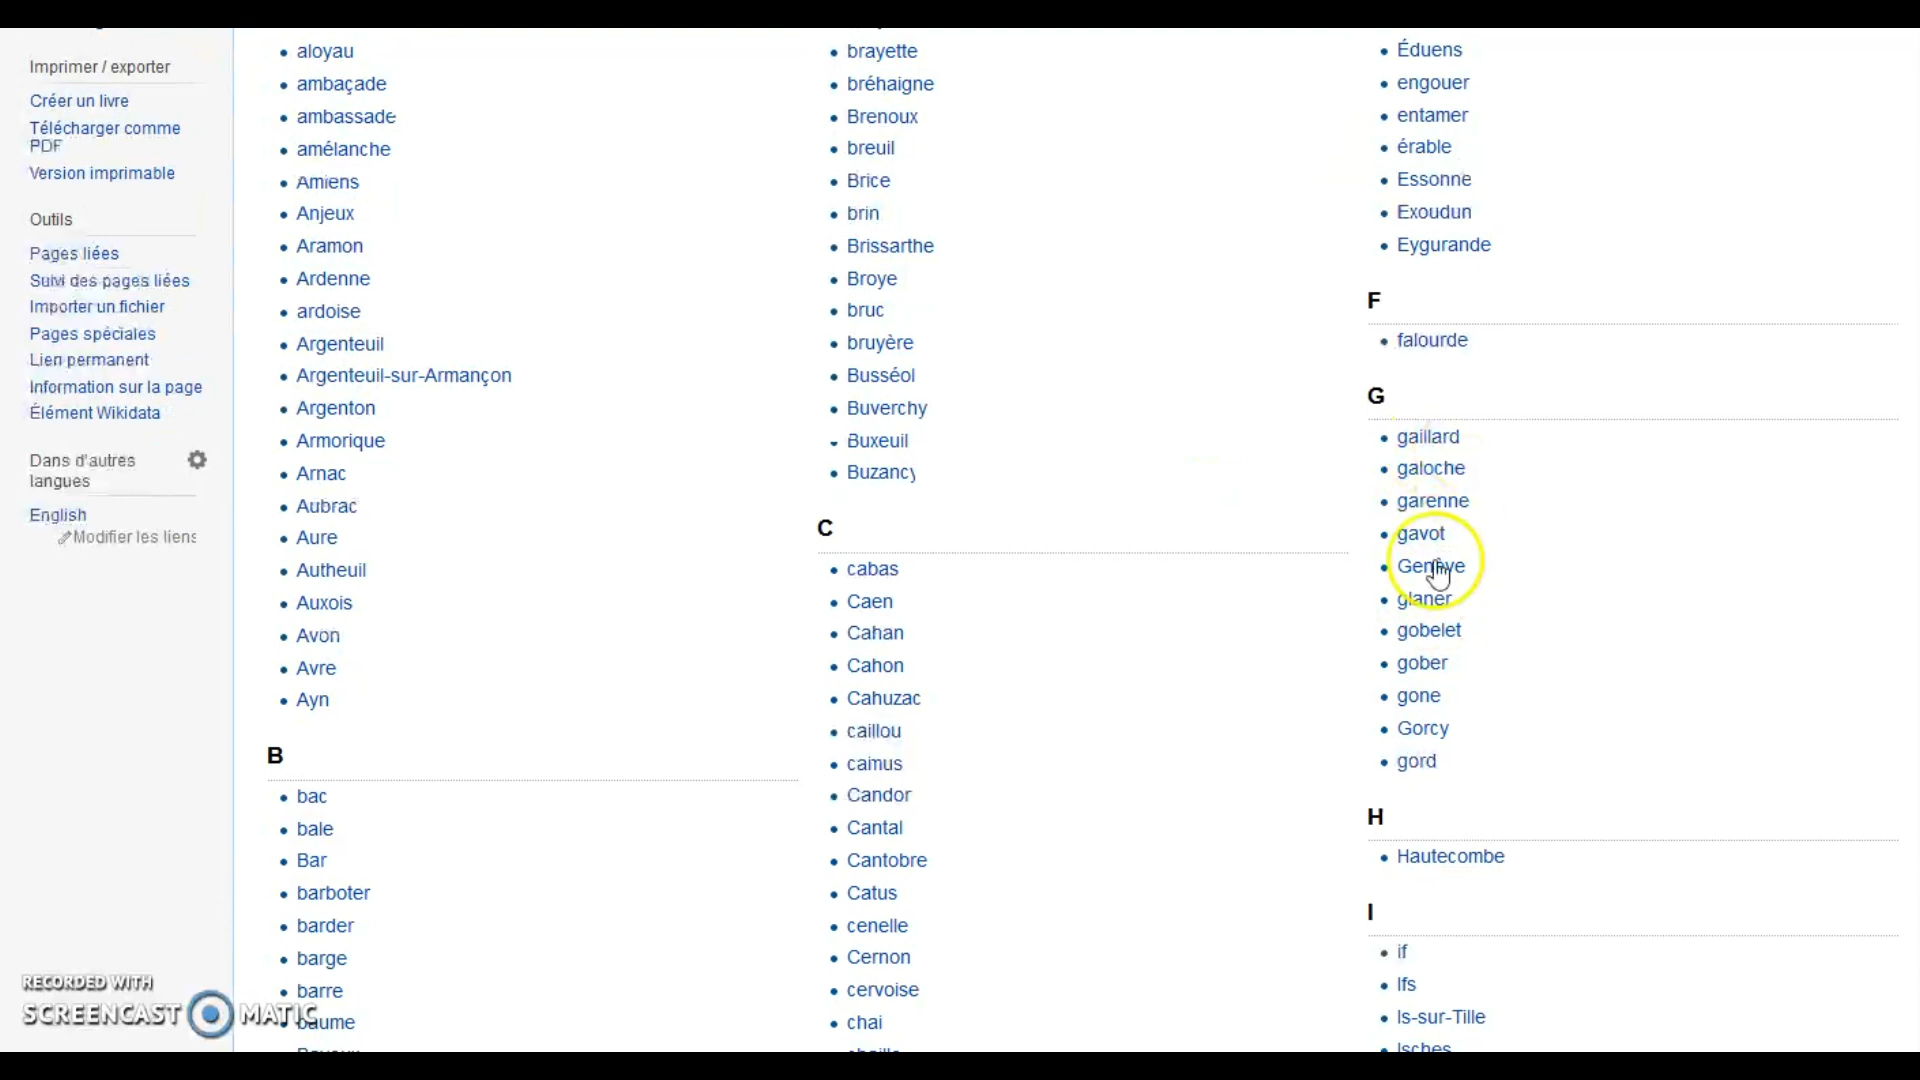 Imprimer / exporter
Créer un livre
Télécharger comme
PDF
Version imprimable
Outils
Pages liées
Suivi des pages liées
Importer un fichier
Pages spéciales
Lien permanent
Information sur la page
Élément Wikidata
Dans d'autres
langues
English
Modifier les liens
aloyau
ambaçade
ambassade
amélanche
Amiens
Anjeux
Aramon
Ardenne
ardoise
Argenteuil
Argenteuil-sur-Armançon
Argenton
Armorique
Arnac
Aubrac
Aure
Autheuil
Auxois
Avon
Avre
Ayn
B
bac
bale
Bar
barboter
barder
barge
barre
baume
brayette
bréhaigne
Brenoux
breuil
Brice
brin
Brissarthe
Broye
bruc
bruyère
Busséol
Buverchy
Buxeuil
Buzancy
C
cabas
Caen
Cahan
Cahon
Cahuzac
caillou
camus
Candor
Cantal
Cantobre
Catus
cenelle
Cernon
cervoise
chai
Éduens
engouer
entamer
érable
Essonne
Exoudun
Eygurande
F
falourde
G
gaillard
galoche
garenne
gavot
Genève
glaner
gobelet
gober
gone
Gorcy
gord
H
Hautecombe
I
if
Ifs
Is-sur-Tille
Isches
RECORDED WITH
SCREENCAST MATIC